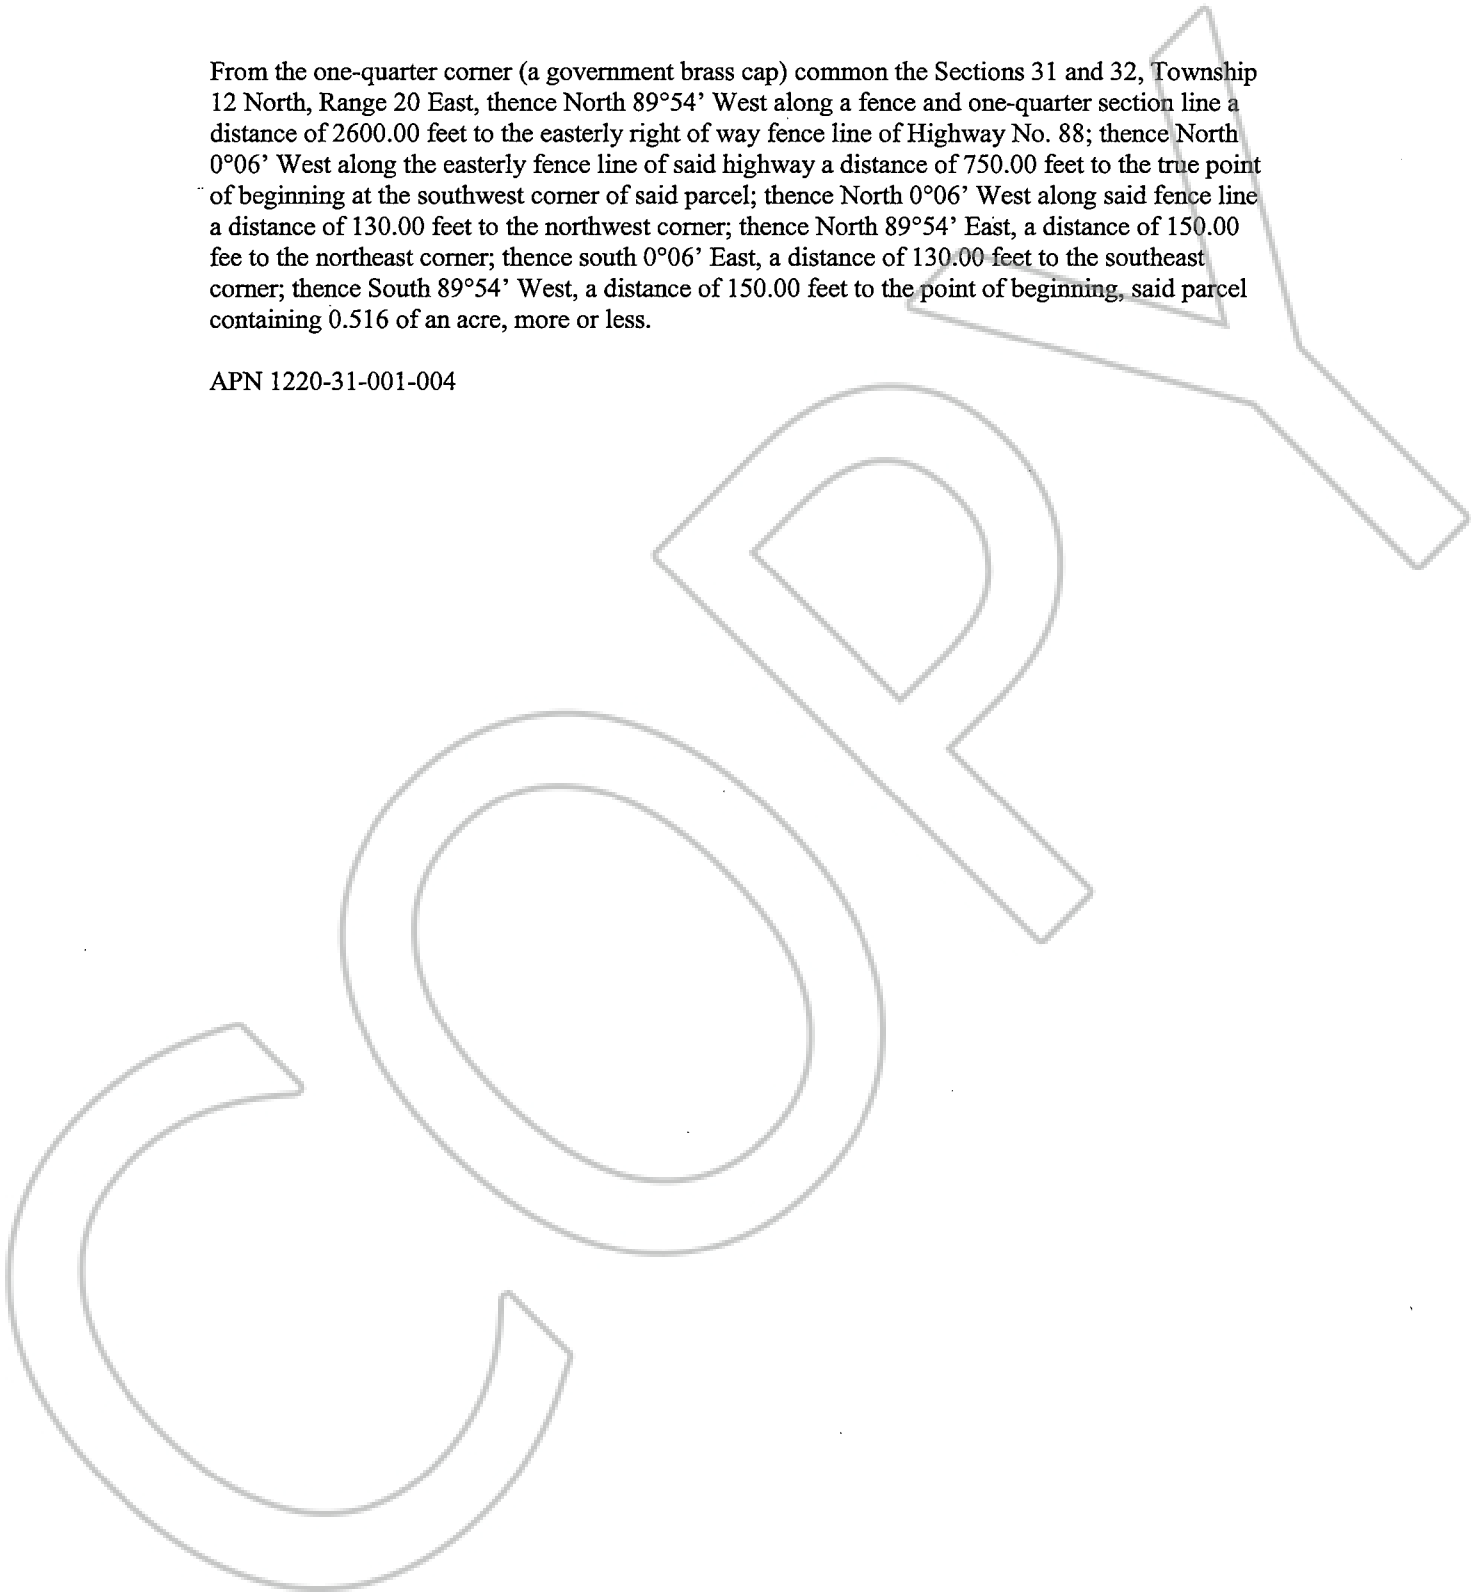 From the one-quarter corner (a government brass cap) common the Sections 31 and 32, Township
12 North, Range 20 East, thence North 89°54’ West along a fence and one-quarter section line a
distance of 2600.00 feet to the easterly right of way fence line of Highway No. 88; thence North
0°06’ West along the easterly fence line of said highway a distance of 750.00 feet to the true point
of beginning at the southwest corner of said parcel; thence North 0°06’ West along said fence line
a distance of 130.00 feet to the northwest corner; thence North 89°54’ East, a distance of 150.00
fee to the northeast corner; thence south 0°06’ East, a distance of 130.00 feet to the southeast
corner; thence South 89°54’ West, a distance of 150.00 feet to the point of beginning, said parcel
containing 0.516 of an acre, more or less.
APN 1220-31-001-004
COPY